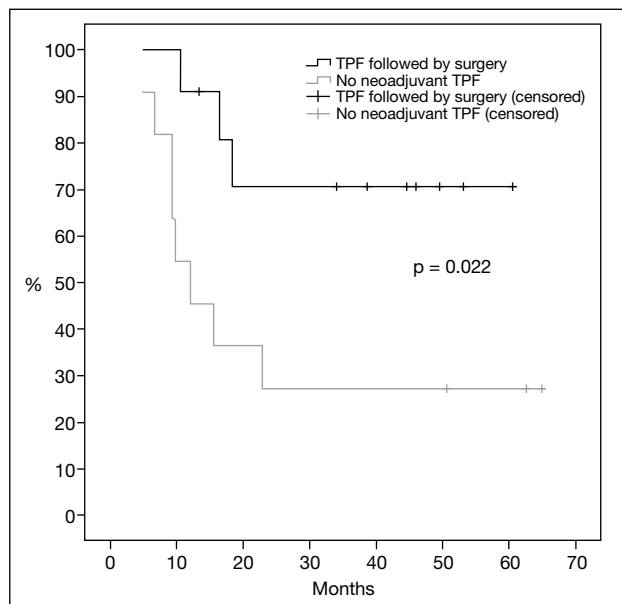 100
90
80
70
60
50
40
30
20
10
0
%
TPF followed by surgery
No neoadjuvant TPF
TPF followed by surgery (censored)
No neoadjuvant TPF (censored)
p = 0.022
0 10 20 30 40 50 60 70
Months